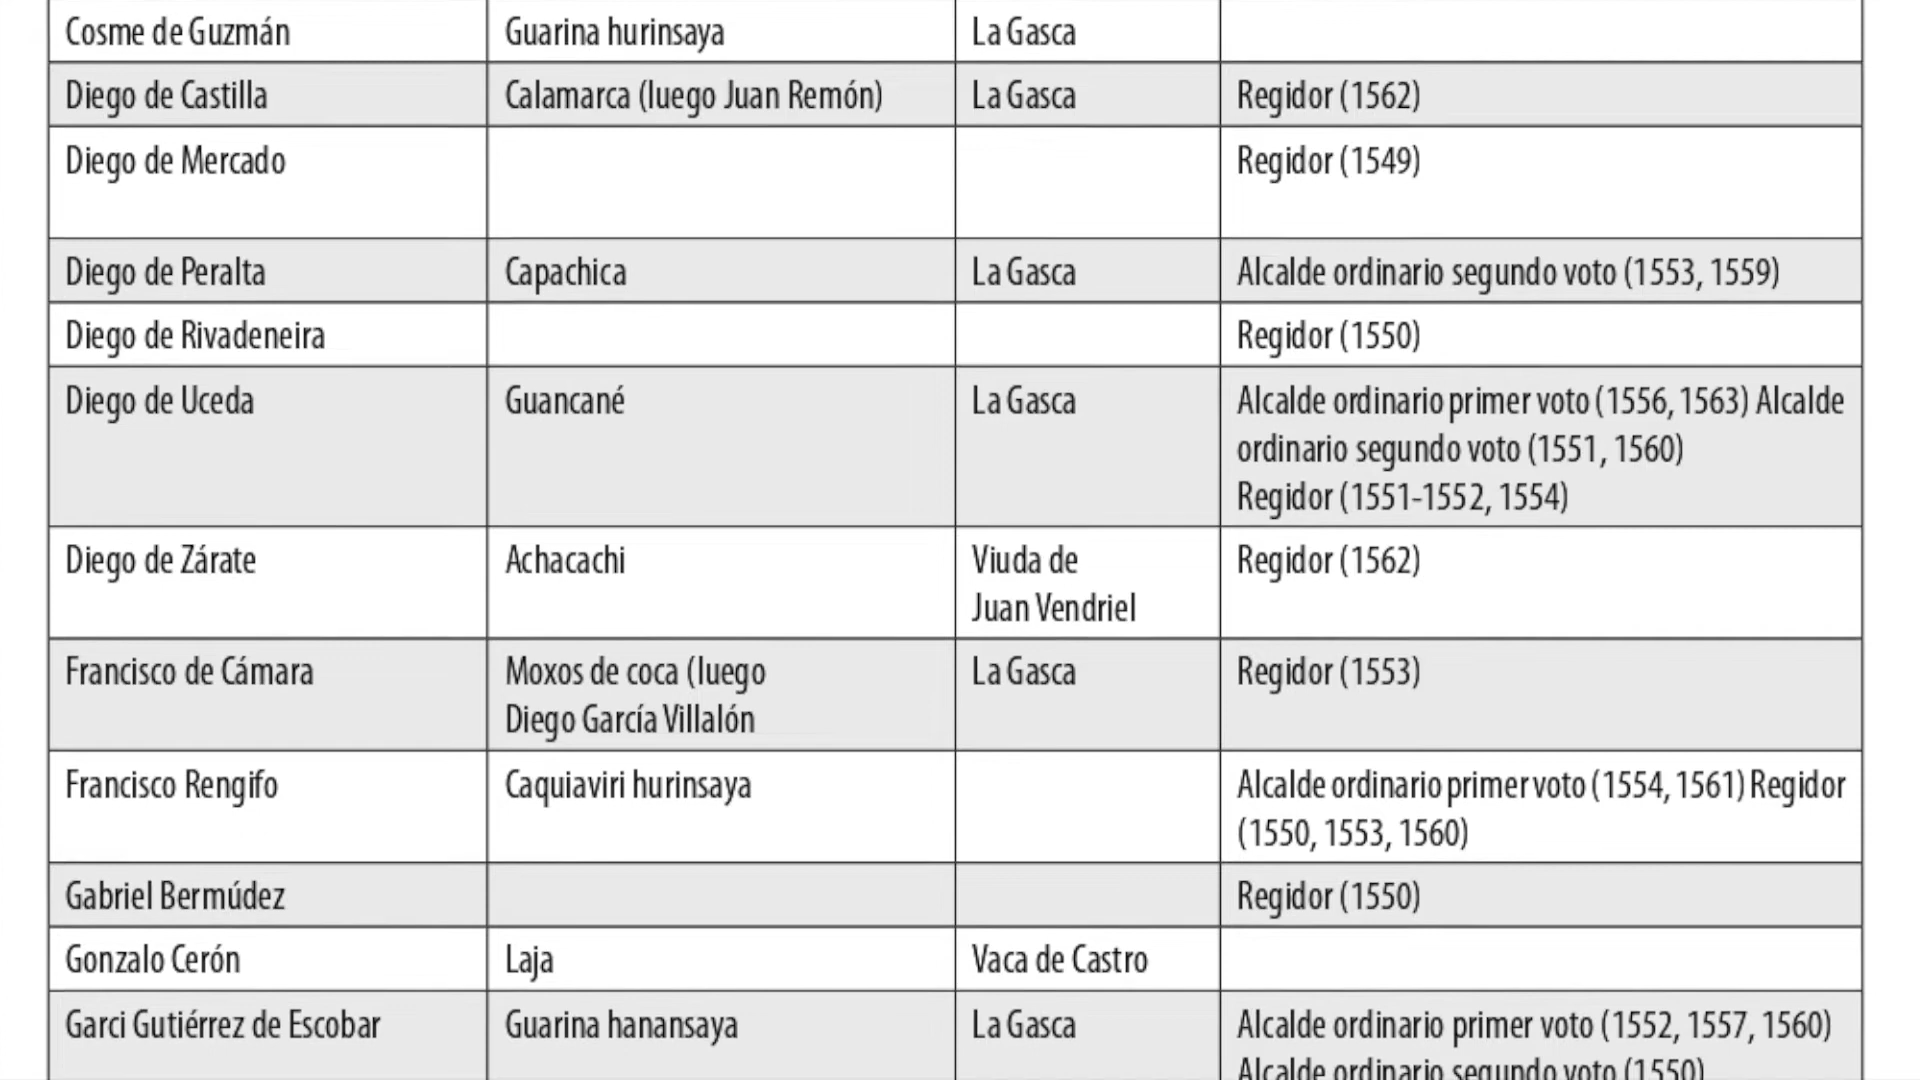 Cosme de Guzmán Guarina hurinsaya La Gasca
Diego de Castilla Calamarca (luego Juan Remón) La Gasca Regidor (1562)
Diego de Mercado Regidor (1549)
Diego de Peralta Capachica La Gasca Alcalde ordinario segundo voto (1553, 1559)
Diego de Rivadeneira Regidor (1550)
Diego de Uceda Guancané La Gasca Alcalde ordinario primer voto (1556, 1563) Alcalde
ordinario segundo voto (1551, 1560)
Regidor (1551-1552, 1554)
Diego de Zárate Achacachi Viuda de Regidor (1562)
Juan Vendriel
Francisco de Cámara Moxos de coca (luego La Gasca Regidor (1553)
Diego García Villalón
Francisco Rengifo Caquiaviri hurinsaya Alcalde ordinario primer voto (1554, 1561) Regidor
(1550, 1553, 1560)
Gabriel Bermúdez Regidor (1550)
Gonzalo Cerón Laja Vaca de Castro
Garci Gutiérrez de Escobar Guarina hanansaya La Gasca Alcalde ordinario primer voto (1552, 1557, 1560)
Alcalde ordinario segundo voto (1550)